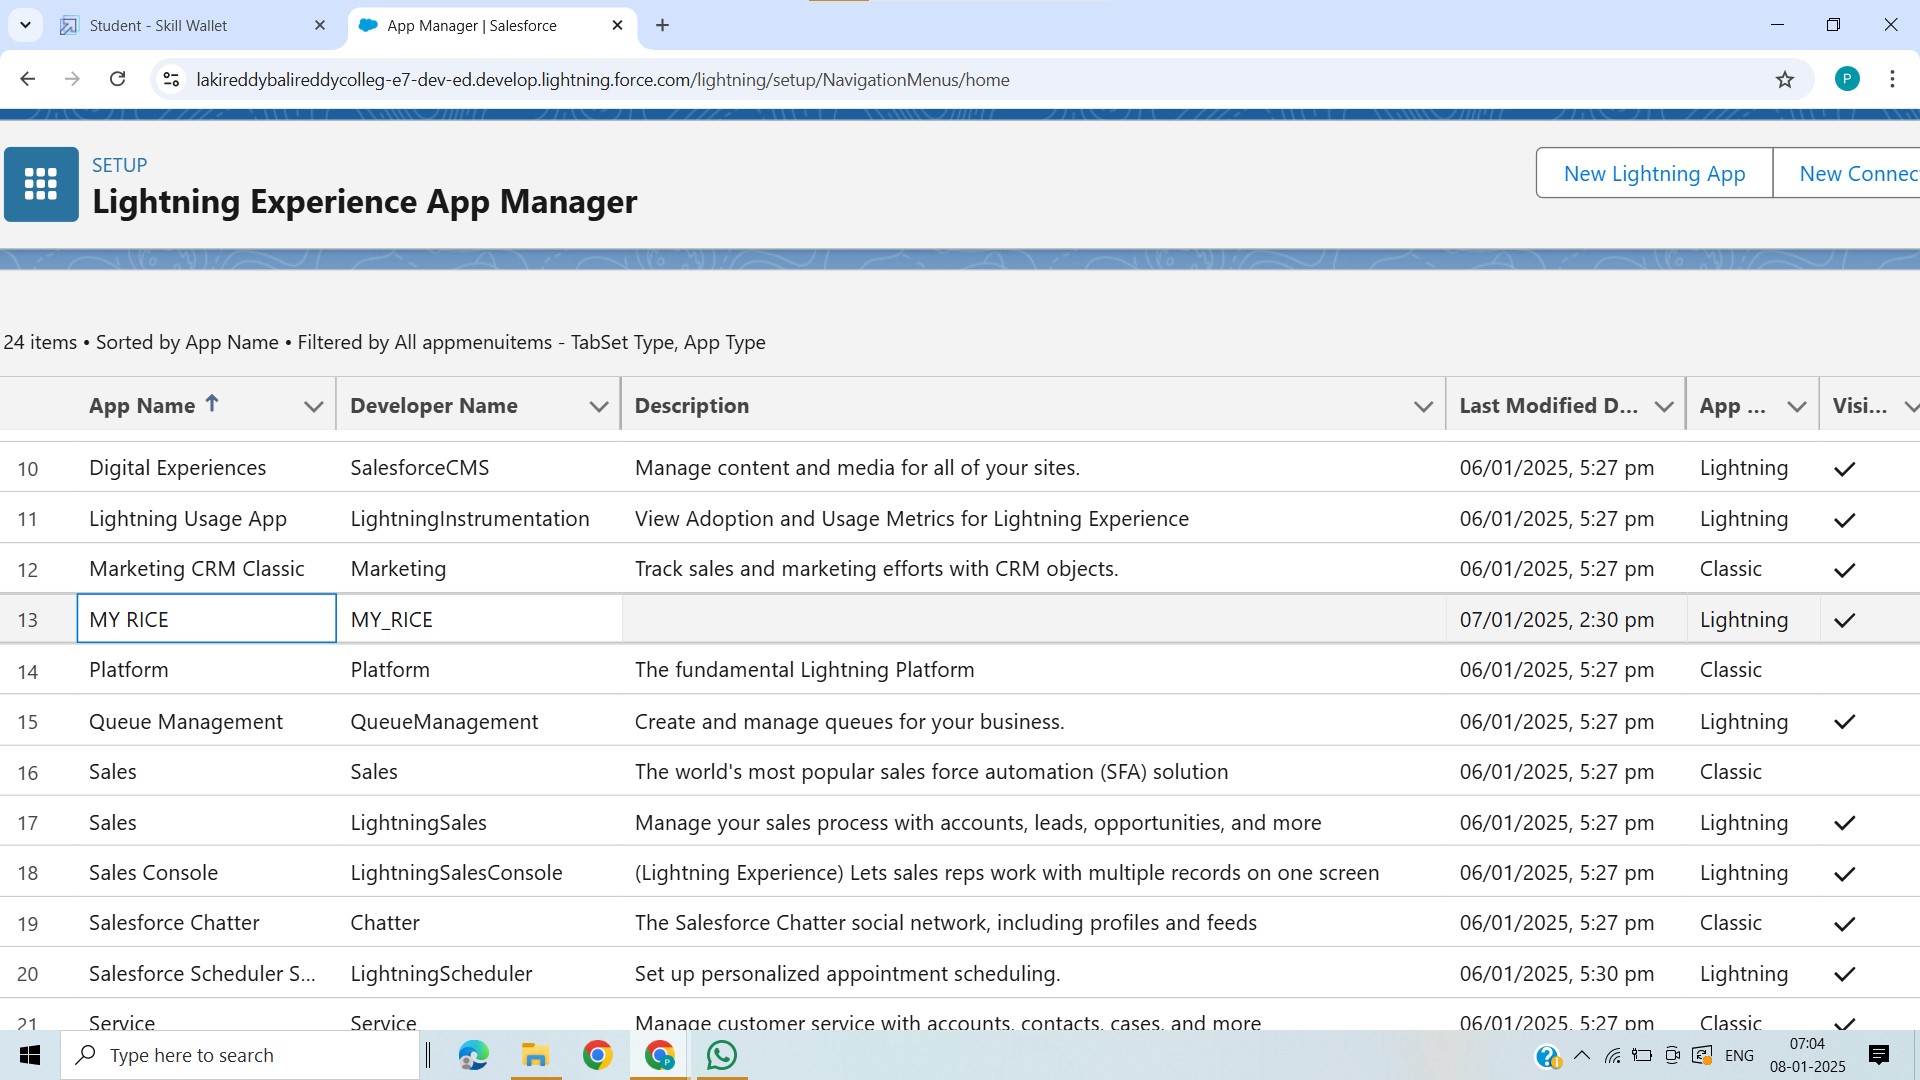 Student - Skill Wallet
App Manager | Salesforce
lakireddybalireddycolleg-e7-dev-ed.develop.lightning.force.com/lightning/setup/NavigationMenus/home
P
SETUP
Lightning Experience App Manager
New Lightning App
New Connec
24 items • Sorted by App Name • Filtered by All appmenuitems - TabSet Type, App Type
App Name Developer Name Description Last Modified D... App ... Visi...
10 Digital Experiences SalesforceCMS Manage content and media for all of your sites. 06/01/2025, 5:27 pm Lightning
11 Lightning Usage App LightningInstrumentation View Adoption and Usage Metrics for Lightning Experience 06/01/2025, 5:27 pm Lightning
12 Marketing CRM Classic Marketing Track sales and marketing efforts with CRM objects. 06/01/2025, 5:27 pm Classic
13 MY RICE MY_RICE 07/01/2025, 2:30 pm Lightning
14 Platform Platform The fundamental Lightning Platform 06/01/2025, 5:27 pm Classic
15 Queue Management QueueManagement Create and manage queues for your business. 06/01/2025, 5:27 pm Lightning
16 Sales Sales The world's most popular sales force automation (SFA) solution 06/01/2025, 5:27 pm Classic
17 Sales LightningSales Manage your sales process with accounts, leads, opportunities, and more 06/01/2025, 5:27 pm Lightning
18 Sales Console LightningSalesConsole (Lightning Experience) Lets sales reps work with multiple records on one screen 06/01/2025, 5:27 pm Lightning
19 Salesforce Chatter Chatter The Salesforce Chatter social network, including profiles and feeds 06/01/2025, 5:27 pm Classic
20 Salesforce Scheduler S... LightningScheduler Set up personalized appointment scheduling. 06/01/2025, 5:30 pm Lightning
21 Service Service Manage customer service with accounts, contacts, cases, and more 06/01/2025, 5:27 pm Classic
Type here to search
P
ENG
07:04
08-01-2025